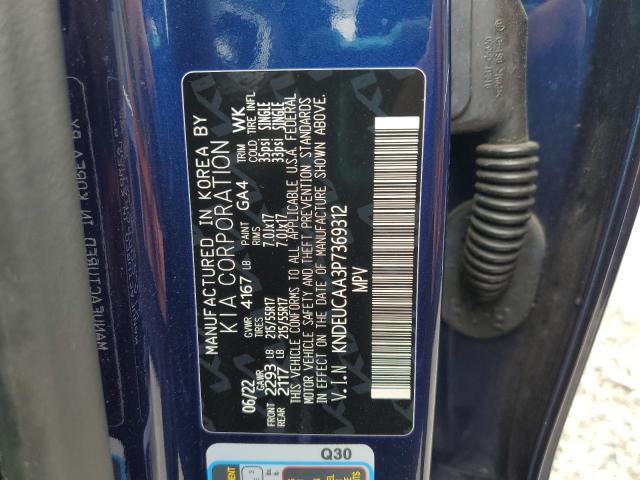 MANUFACTURED IN KOREA BY
KIA CORPORATION
06/22 GVWR 4167 LB PAINT GA4 TRIM WK
GAWR TIRES RIMS COLD TIRE INFL
FRONT 2293 LB 215/55R17 7.0JX17 35psi SINGLE
REAR 2117 LB 215/55R17 7.0JX17 33psi SINGLE
THIS VEHICLE CONFORMS TO ALL APPLICABLE U.S.A. FEDERAL
MOTOR VEHICLE SAFETY AND THEFT PREVENTION STANDARDS
IN EFFECT ON THE DATE OF MANUFACTURE SHOWN ABOVE.
V.I.N KNDEUCAA3P7369312
MPV
Q30